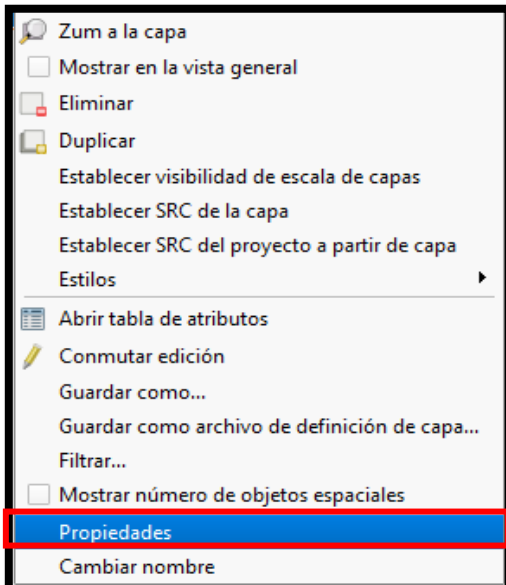 Zum a la capa
Mostrar en la vista general
Eliminar
Duplicar
Establecer visibilidad de escala de capas
Establecer SRC de la capa
Establecer SRC del proyecto a partir de capa
Estilos
Abrir tabla de atributos
Conmutar edición
Guardar como...
Guardar como archivo de definición de capa...
Filtrar...
Mostrar número de objetos espaciales
Propiedades
Cambiar nombre